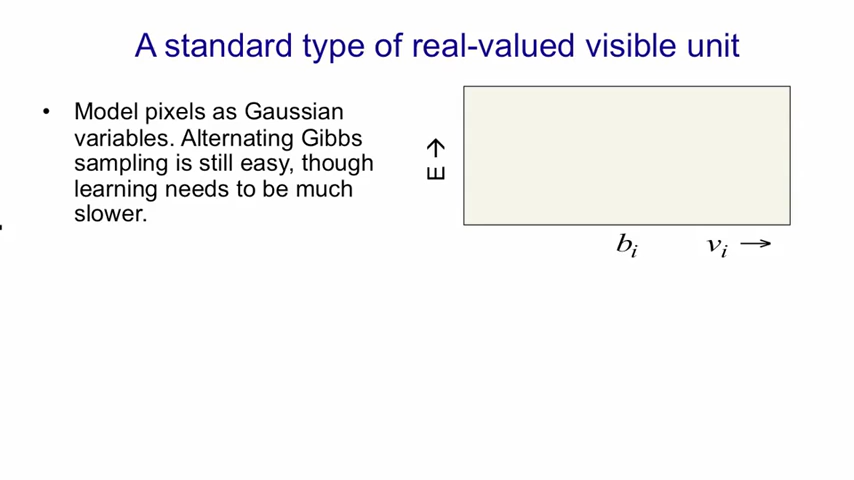 A standard type of real-valued visible unit
• Model pixels as Gaussian
variables. Alternating Gibbs
sampling is still easy, though
learning needs to be much
slower.
E →
b_i v_i →